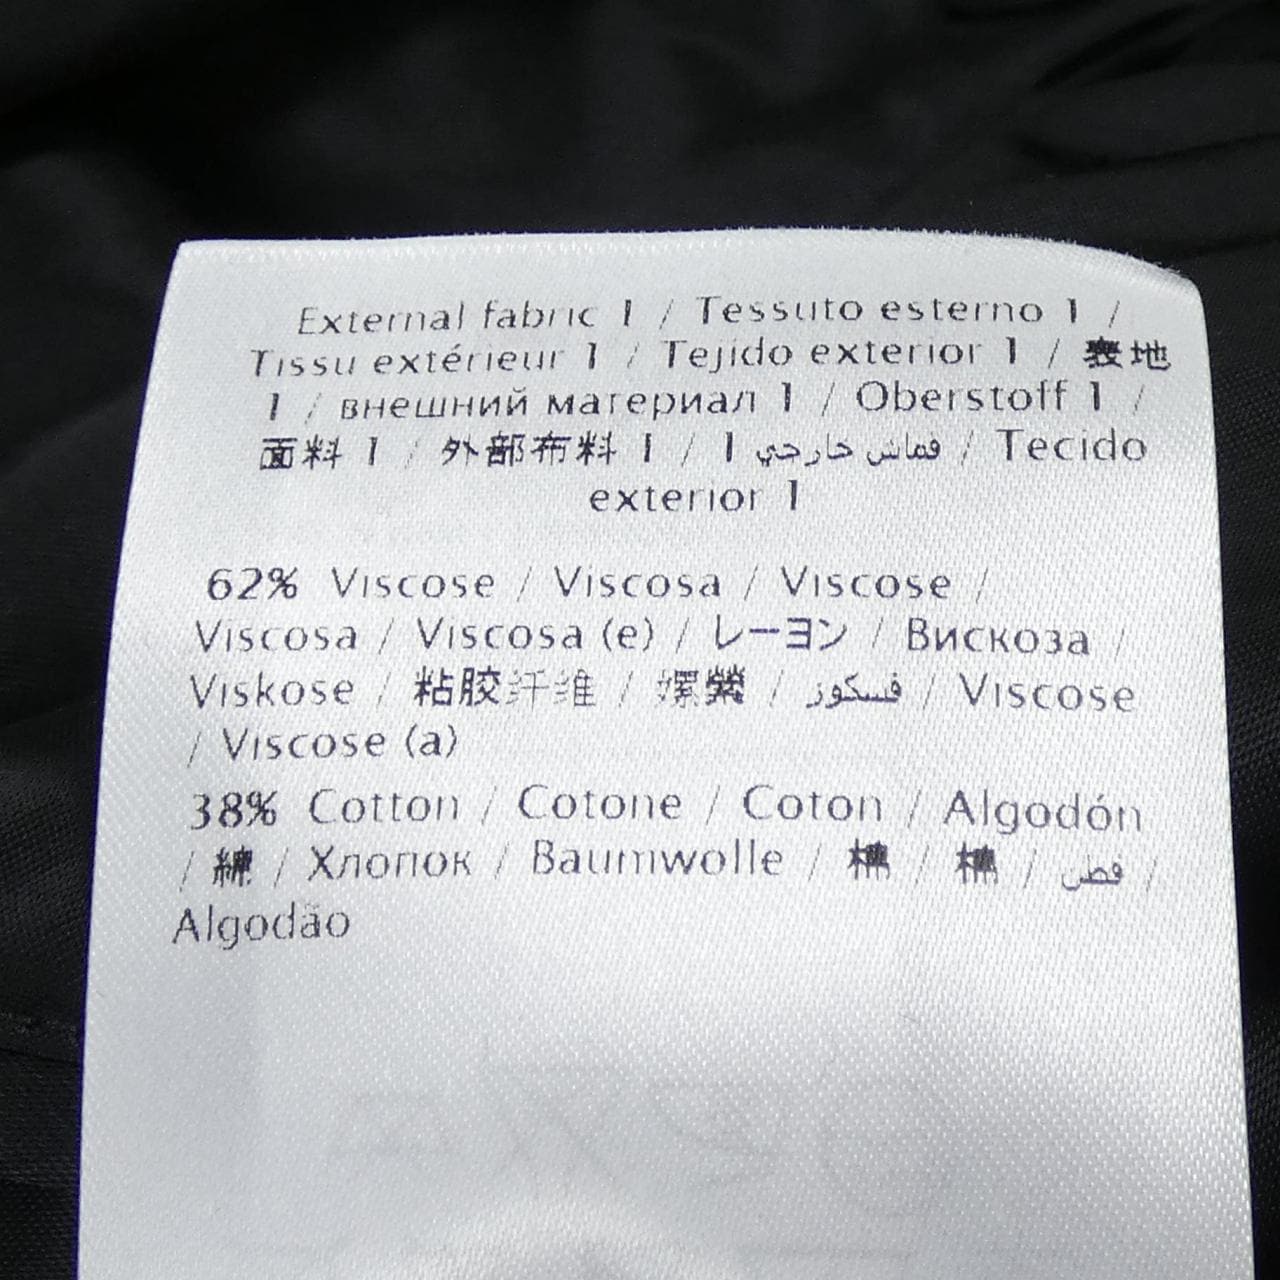 External fabric 1 / Tessuto esterno 1 /
Tissu extérieur 1 / Tejido exterior 1 / 表地
1 / внешний материал 1 / Oberstoff 1 /
面料 1 / 外部布料 1 / 1 قماش خارجي / Tecido
exterior 1
62% Viscose / Viscosa / Viscose /
Viscosa / Viscosa (e) / レーヨン / Вискоза /
Viskose / 粘胶纤维 / 嫘縈 / فسكوز / Viscose
/ Viscose (a)
38% Cotton / Cotone / Coton / Algodón
/ 綿 / Хлопок / Baumwolle / 棉 / 棉 / قطن /
Algodão